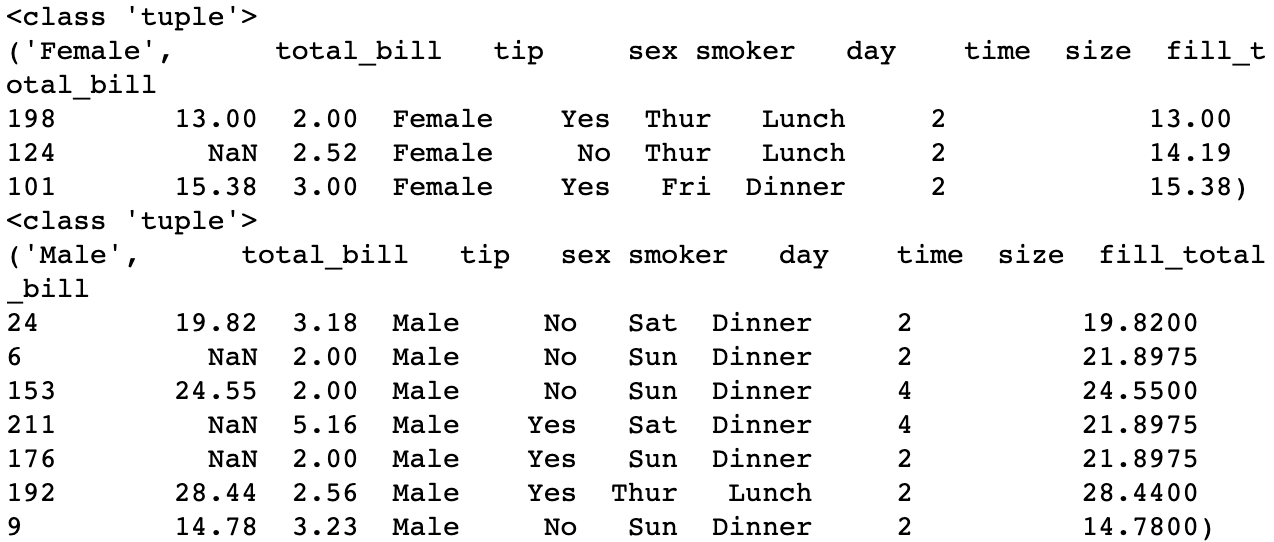 <class 'tuple'>
('Female',      total_bill   tip     sex smoker   day    time  size  fill_t
otal_bill
198       13.00  2.00  Female    Yes  Thur   Lunch     2            13.00
124         NaN  2.52  Female     No  Thur   Lunch     2            14.19
101       15.38  3.00  Female    Yes   Fri  Dinner     2            15.38)
<class 'tuple'>
('Male',      total_bill   tip   sex smoker   day    time  size  fill_total
_bill
24        19.82  3.18  Male     No   Sat  Dinner     2          19.8200
6           NaN  2.00  Male     No   Sun  Dinner     2          21.8975
153       24.55  2.00  Male     No   Sun  Dinner     4          24.5500
211         NaN  5.16  Male    Yes   Sat  Dinner     4          21.8975
176         NaN  2.00  Male    Yes   Sun  Dinner     2          21.8975
192       28.44  2.56  Male    Yes  Thur   Lunch     2          28.4400
9         14.78  3.23  Male     No   Sun  Dinner     2          14.7800)